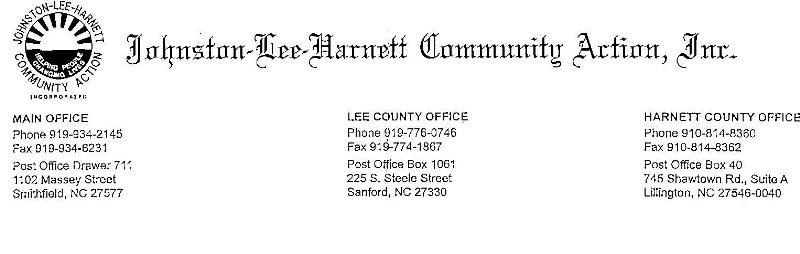 JOHNSTON-LEE-HARNETT
COMMUNITY ACTION
HELPING PEOPLE
CHANGING LIVES
INCORPORATED
Johnston-Lee-Harnett Community Action, Inc.
MAIN OFFICE
Phone 919-934-2145
Fax 919-934-6231
Post Office Drawer 711
1102 Massey Street
Smithfield, NC 27577
LEE COUNTY OFFICE
Phone 919-776-0746
Fax 919-774-1867
Post Office Box 1061
225 S. Steele Street
Sanford, NC 27330
HARNETT COUNTY OFFICE
Phone 910-814-8360
Fax 910-814-8362
Post Office Box 40
745 Shawtown Rd., Suite A
Lillington, NC 27546-0040